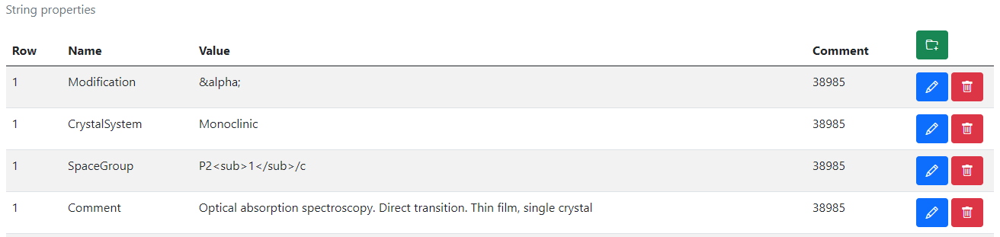 String properties
Row Name Value Comment
1 Modification &alpha; 38985
1 CrystalSystem Monoclinic 38985
1 SpaceGroup P2<sub>1</sub>/c 38985
1 Comment Optical absorption spectroscopy. Direct transition. Thin film, single crystal 38985